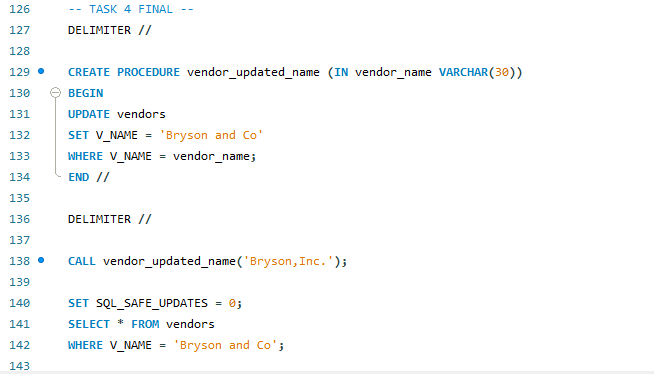 126 -- TASK 4 FINAL --
127 DELIMITER //
128
129 CREATE PROCEDURE vendor_updated_name (IN vendor_name VARCHAR(30))
130 BEGIN
131 UPDATE vendors
132 SET V_NAME = 'Bryson and Co'
133 WHERE V_NAME = vendor_name;
134 END //
135
136 DELIMITER //
137
138 CALL vendor_updated_name('Bryson,Inc.');
139
140 SET SQL_SAFE_UPDATES = 0;
141 SELECT * FROM vendors
142 WHERE V_NAME = 'Bryson and Co';
143